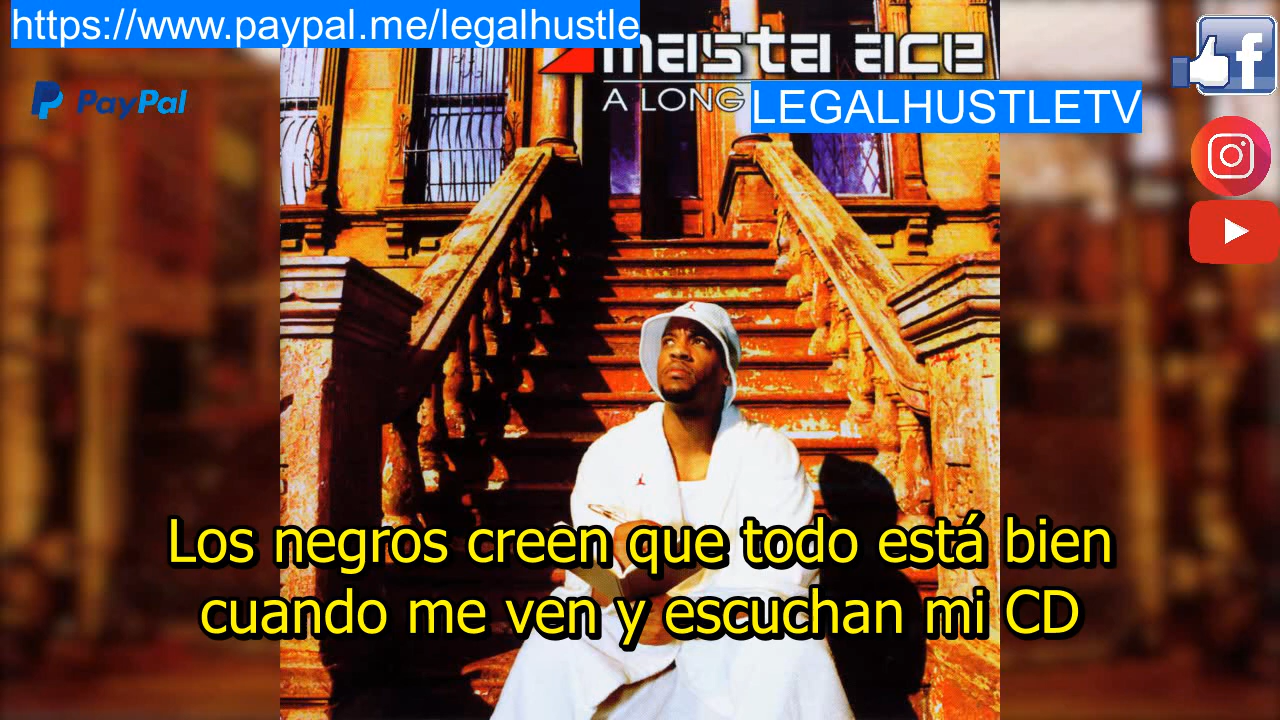 https://www.paypal.me/legalhustle
masta ace
PayPal
A LONG
LEGALHUSTLETV
Los negros creen que todo está bien
cuando me ven y escuchan mi CD